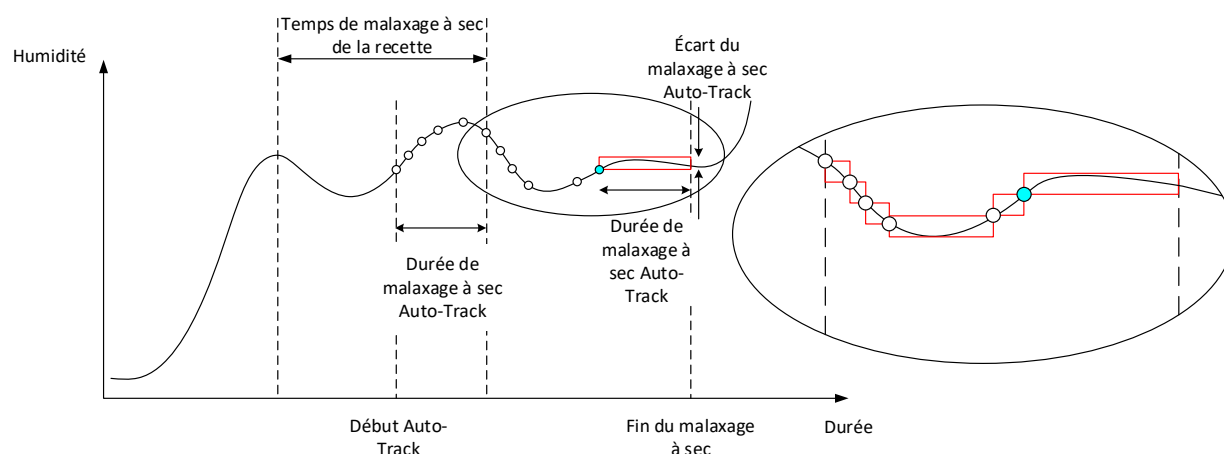 Temps de malaxage à sec
de la recette
Humidité
Écart du
malaxage à sec
Auto-Track
Durée de
malaxage à sec
Auto-Track
Durée de
malaxage à
sec Auto-
Track
Début Auto-
Track
Fin du malaxage
à sec
Durée